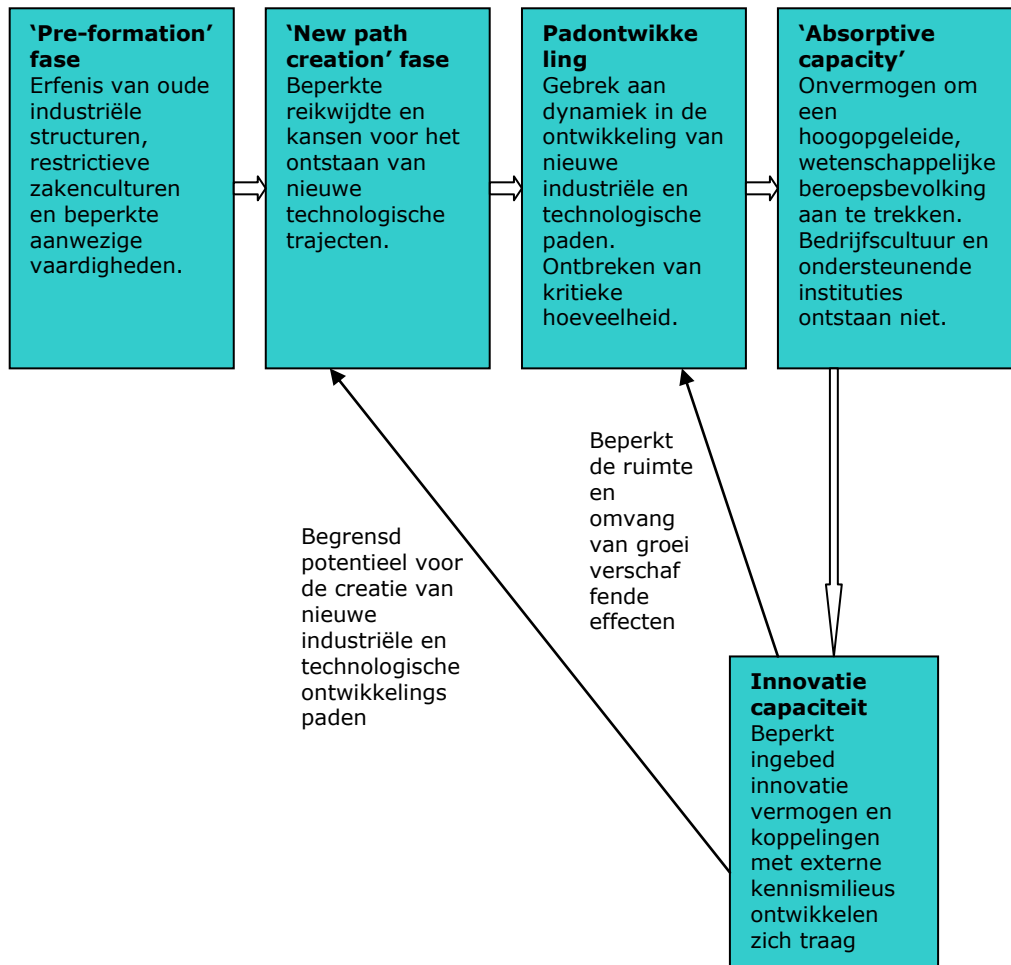 ‘Pre-formation’
fase
Erfenis van oude
industriële
structuren,
restrictieve
zakenculturen
en beperkte
aanwezige
vaardigheden.
‘New path
creation’ fase
Beperkte
reikwijdte en
kansen voor het
ontstaan van
nieuwe
technologische
trajecten.
Padontwikke
ling
Gebrek aan
dynamiek in de
ontwikkeling van
nieuwe
industriële en
technologische
paden.
Ontbreken van
kritieke
hoeveelheid.
‘Absorptive
capacity’
Onvermogen om
een
hoogopgeleide,
wetenschappelijke
beroepsbevolking
aan te trekken.
Bedrijfscultuur en
ondersteunende
instituties
ontstaan niet.
Begrensd
potentieel voor
de creatie van
nieuwe
industriële en
technologische
ontwikkelings
paden
Beperkt
de ruimte
en
omvang
van groei
verschaf
fende
effecten
Innovatie
capaciteit
Beperkt
ingebed
innovatie
vermogen en
koppelingen
met externe
kennismilieus
ontwikkelen
zich traag